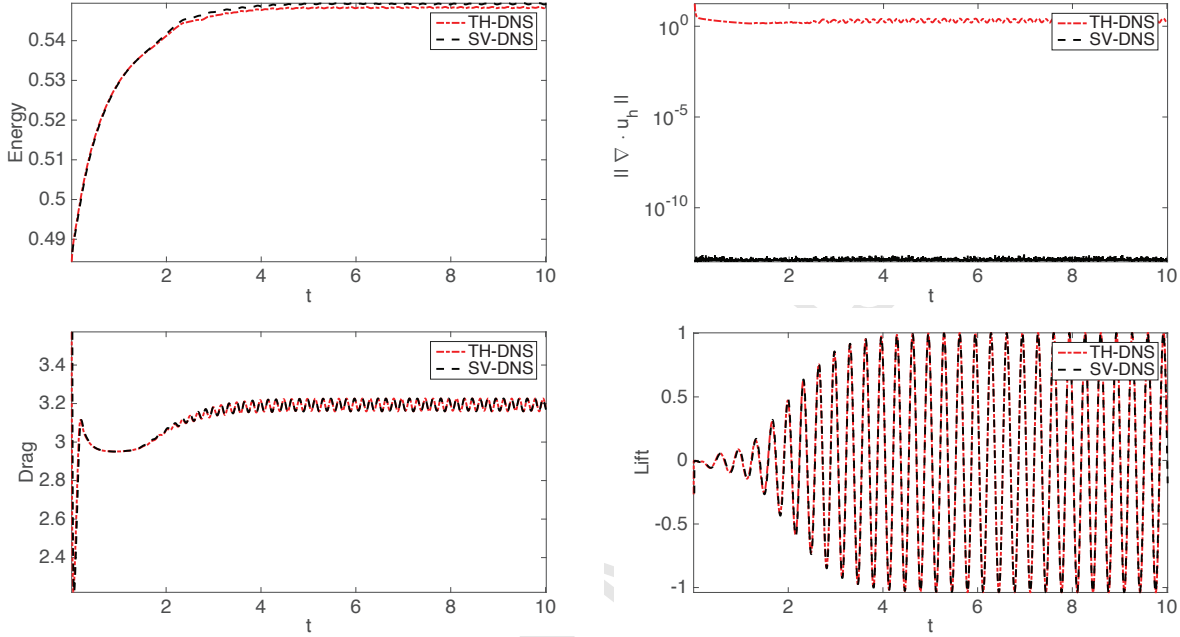 0.54
0.53
0.52
0.51
0.5
0.49
Energy
2
4
6
8
10
t
TH-DNS
SV-DNS
10^0
10^-5
10^-10
|| ∇ · u_h ||
2
4
6
8
10
t
TH-DNS
SV-DNS
3.4
3.2
3
2.8
2.6
2.4
Drag
2
4
6
8
10
t
TH-DNS
SV-DNS
1
0.5
0
-0.5
-1
Lift
2
4
6
8
10
t
TH-DNS
SV-DNS